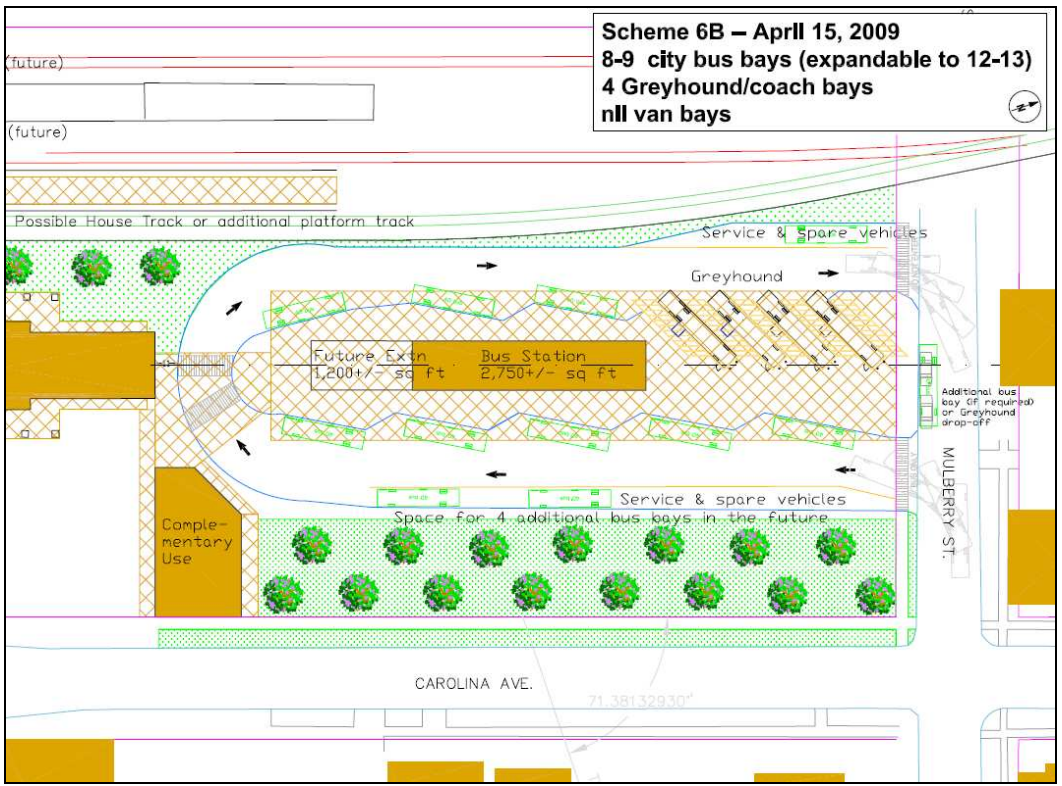 Scheme 6B – April 15, 2009
8-9 city bus bays (expandable to 12-13)
4 Greyhound/coach bays
nil van bays
(future)
(future)
Possible House Track or additional platform track
Service & spare vehicles
Greyhound
Future Extn
1,200+/- sq ft
Bus Station
2,750+/- sq ft
Additional bus
bay (if required)
or Greyhound
drop-off
MULBERRY ST.
Service & spare vehicles
Space for 4 additional bus bays in the future
Comple-
mentary
Use
CAROLINA AVE.
71.38132930°